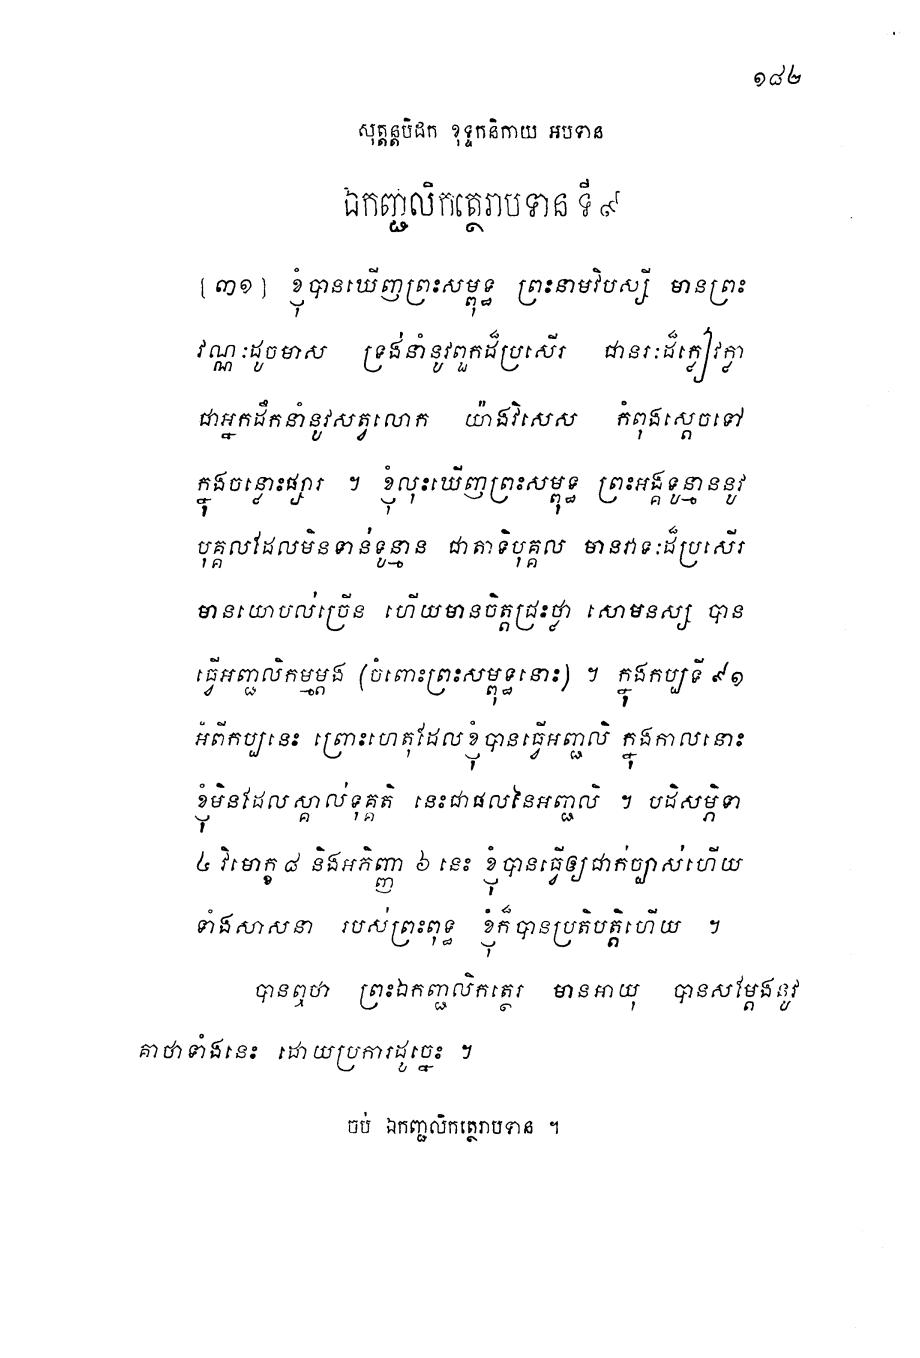 ១៨២
សុត្តន្តបិដក ខុទ្ទកនិកាយ អបទាន
ឯកញ្ជលិកត្ថេរាបទាន ទី ៩
[ ៣១ ] ខ្ញុំបានឃើញព្រះសម្ពុទ្ធ ព្រះនាមវិបស្សី មានព្រះ
វណ្ណៈដូចមាស ទ្រង់នាំនូវពួកដ៏ប្រសើរ ជានរៈដ៏ក្លៀវក្លា
ជាអ្នកដឹកនាំនូវសត្វលោក យ៉ាងវិសេស កំពុងស្តេចទៅ
ក្នុងចន្លោះផ្សារ ។ ខ្ញុំលុះឃើញព្រះសម្ពុទ្ធ ព្រះអង្គទូន្មាននូវ
បុគ្គលដែលមិនទាន់ទូន្មាន ជាតាទិបុគ្គល មានវាទៈដ៏ប្រសើរ
មានយោបល់ច្រើន ហើយមានចិត្តជ្រះថ្លា សោមនស្ស បាន
ធ្វើអញ្ជលិកម្មម្តង (ចំពោះព្រះសម្ពុទ្ធនោះ) ។ ក្នុងកប្បទី ៩១
អំពីកប្បនេះ ព្រោះហេតុដែលខ្ញុំបានធ្វើអញ្ជលិ ក្នុងកាលនោះ
ខ្ញុំមិនដែលស្គាល់ទុគ្គតិ នេះជាផលនៃអញ្ជលិ ។ បដិសម្ភិទា
៤ វិមោក្ខ ៨ និងអភិញ្ញា ៦ នេះ ខ្ញុំបានធ្វើឲ្យជាក់ច្បាស់ហើយ
ទាំងសាសនា របស់ព្រះពុទ្ធ ខ្ញុំក៏បានប្រតិបត្តិហើយ ។
បានឮថា ព្រះឯកញ្ជលិកត្ថេរ មានអាយុ បានសម្តែងនូវ
គាថាទាំងនេះ ដោយប្រការដូច្នេះ ។
ចប់ ឯកញ្ជលិកត្ថេរាបទាន ។